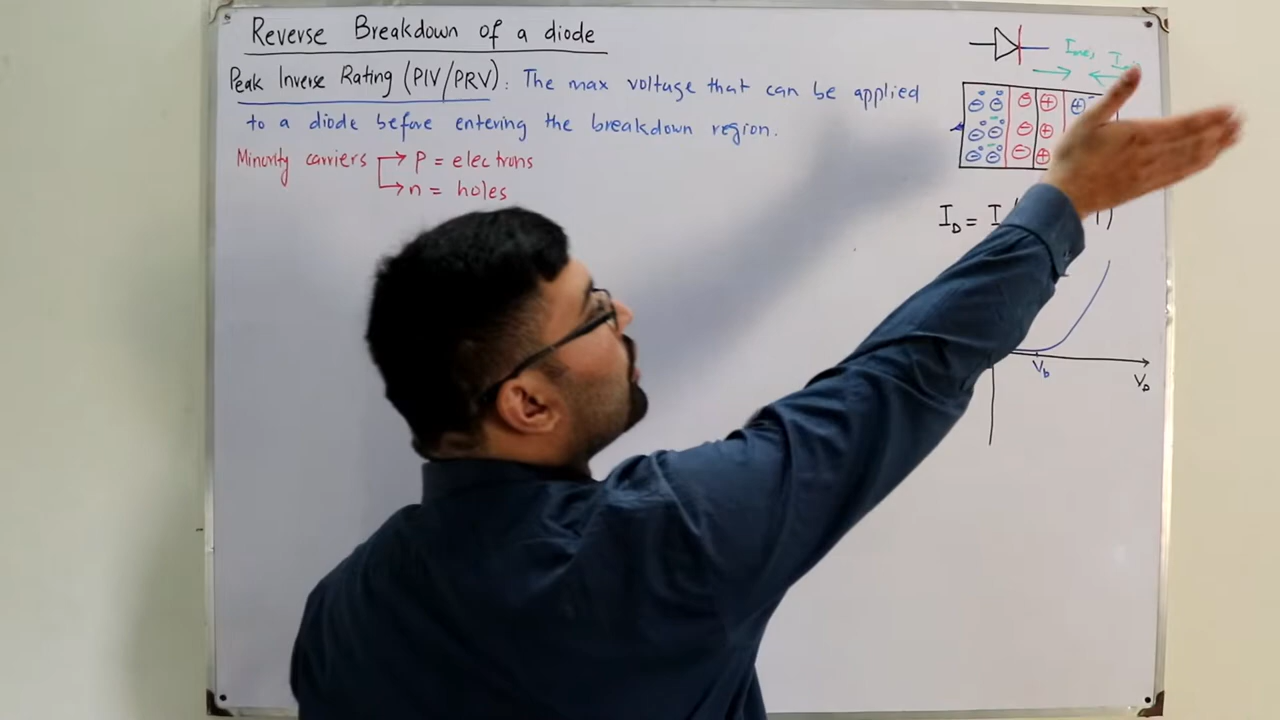 Reverse Breakdown of a diode
Peak Inverse Rating (PIV/PRV): The max voltage that can be applied
to a diode before entering the breakdown region.
Minority carriers → P = electrons
→ n = holes
I_D = I
V_b
V_D